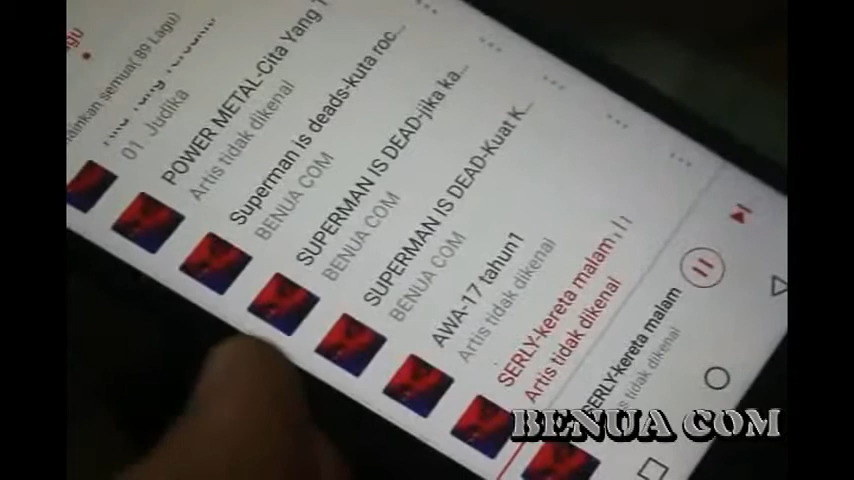 ainkan semua( 89 Lagu)
01 Judika
POWER METAL-Cita Yang
Artis tidak dikenal
Superman is deads-kuta roc...
BENUA COM
SUPERMAN IS DEAD-jika ka...
BENUA COM
SUPERMAN IS DEAD-Kuat K...
BENUA COM
AWA-17 tahun1
Artis tidak dikenal
SERLY-kereta malam
Artis tidak dikenal
SERLY-kereta malam
tidak dikenal
BENUA COM